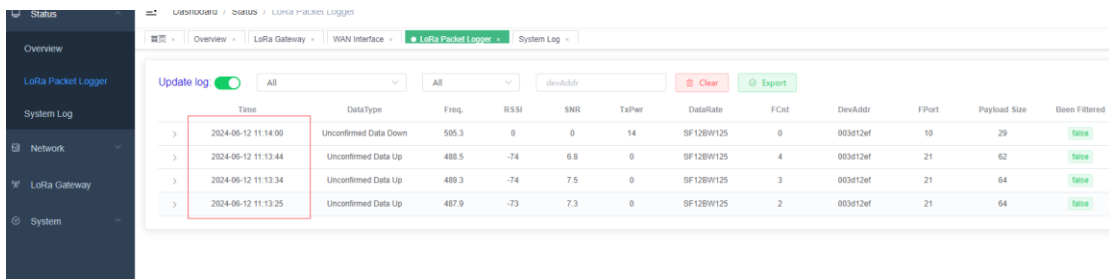 Status
Dashboard / Status / LoRa Packet Logger
首页 × Overview × LoRa Gateway × WAN Interface × LoRa Packet Logger × System Log ×
Overview
LoRa Packet Logger
System Log
Network
LoRa Gateway
System
Update log: All All devAddr Clear Export
Time DataType Freq. RSSI SNR TxPwr DataRate FCnt DevAddr FPort Payload Size Been Filtered
2024-06-12 11:14:00 Unconfirmed Data Down 505.3 0 0 14 SF12BW125 0 003d12ef 10 29 false
2024-06-12 11:13:44 Unconfirmed Data Up 488.5 -74 6.8 0 SF12BW125 4 003d12ef 21 62 false
2024-06-12 11:13:34 Unconfirmed Data Up 489.3 -74 7.5 0 SF12BW125 3 003d12ef 21 64 false
2024-06-12 11:13:25 Unconfirmed Data Up 487.9 -73 7.3 0 SF12BW125 2 003d12ef 21 64 false